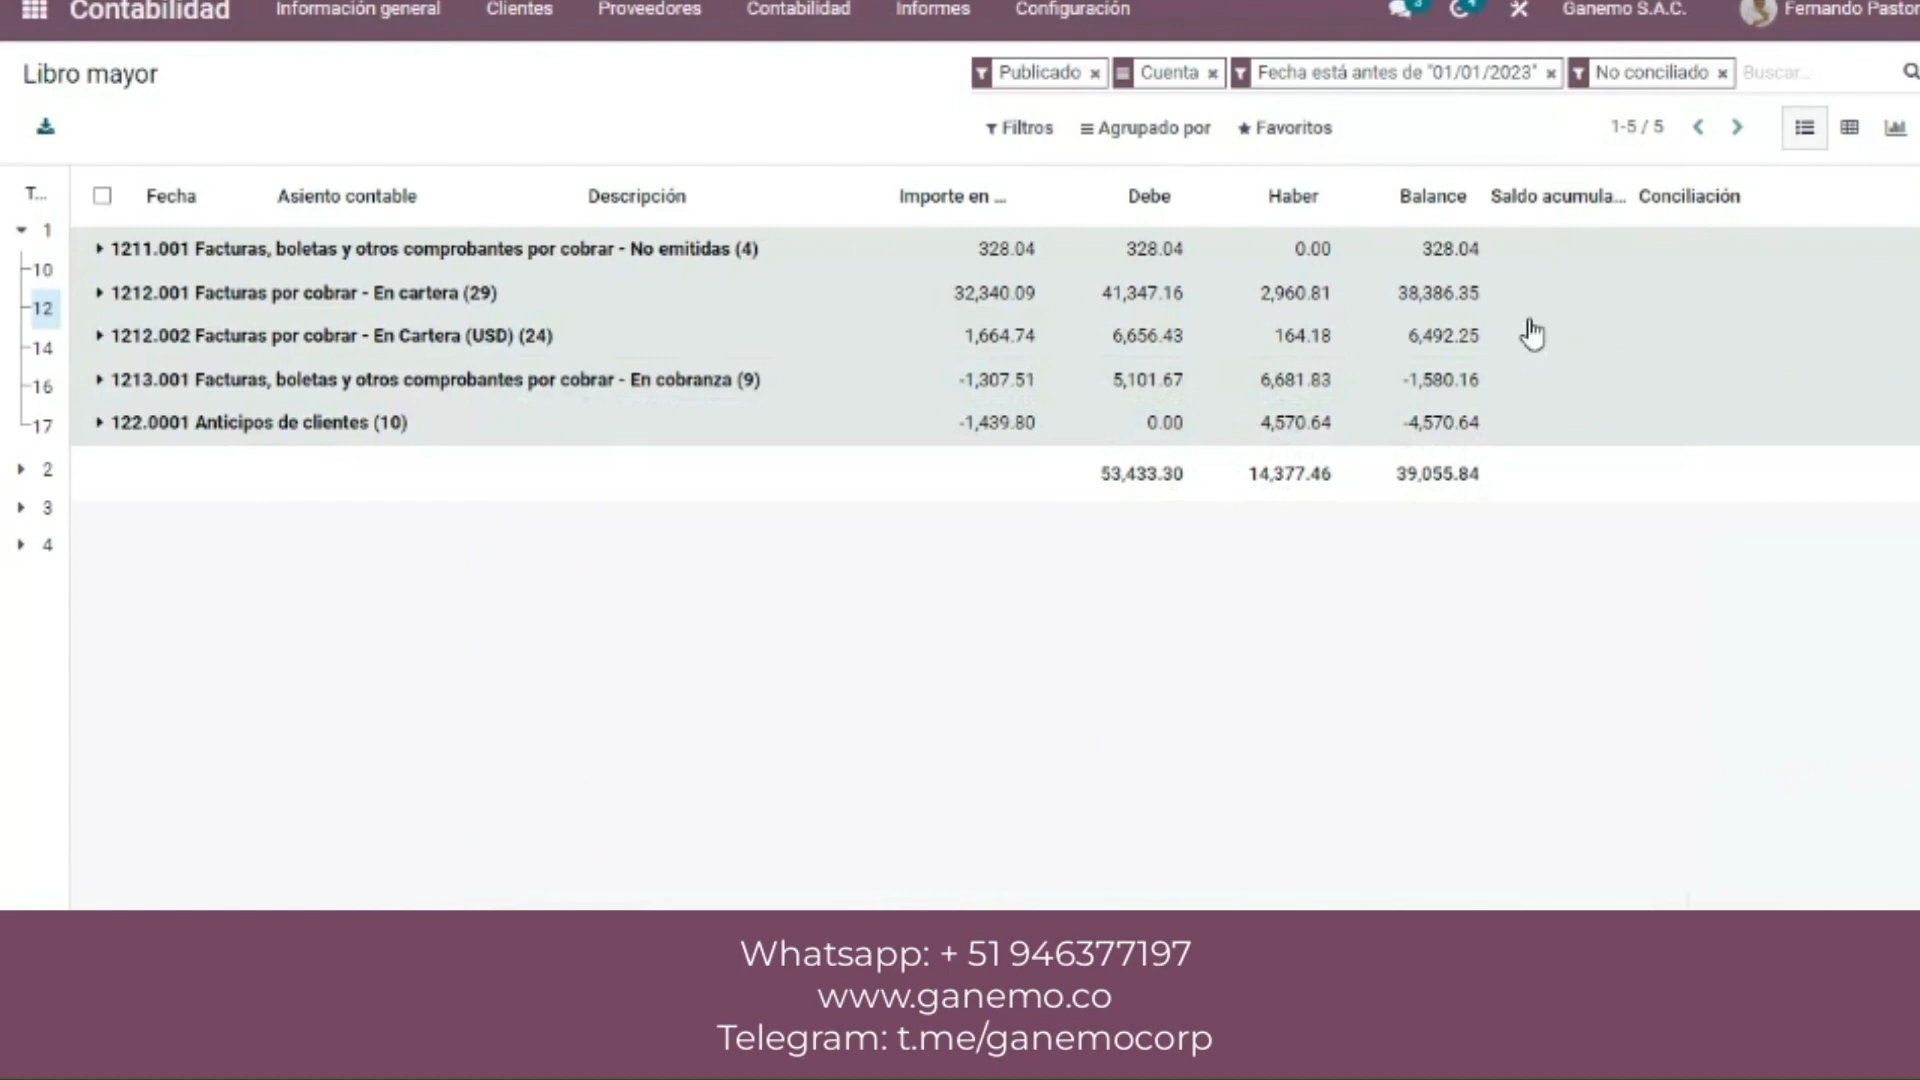 Contabilidad Información general Clientes Proveedores Contabilidad Informes Configuración Ganemo S.A.C. Fernando Pastor
Libro mayor Publicado × Cuenta × Fecha está antes de "01/01/2023" × No conciliado × Buscar...
Filtros Agrupado por Favoritos 1-5 / 5
T... Fecha Asiento contable Descripción Importe en ... Debe Haber Balance Saldo acumula... Conciliación
1
1211.001 Facturas, boletas y otros comprobantes por cobrar - No emitidas (4) 328.04 328.04 0.00 328.04
10
1212.001 Facturas por cobrar - En cartera (29) 32,340.09 41,347.16 2,960.81 38,386.35
12
1212.002 Facturas por cobrar - En Cartera (USD) (24) 1,664.74 6,656.43 164.18 6,492.25
14
1213.001 Facturas, boletas y otros comprobantes por cobrar - En cobranza (9) -1,307.51 5,101.67 6,681.83 -1,580.16
16
122.0001 Anticipos de clientes (10) -1,439.80 0.00 4,570.64 -4,570.64
17
2 53,433.30 14,377.46 39,055.84
3
4
Whatsapp: + 51 946377197
www.ganemo.co
Telegram: t.me/ganemocorp